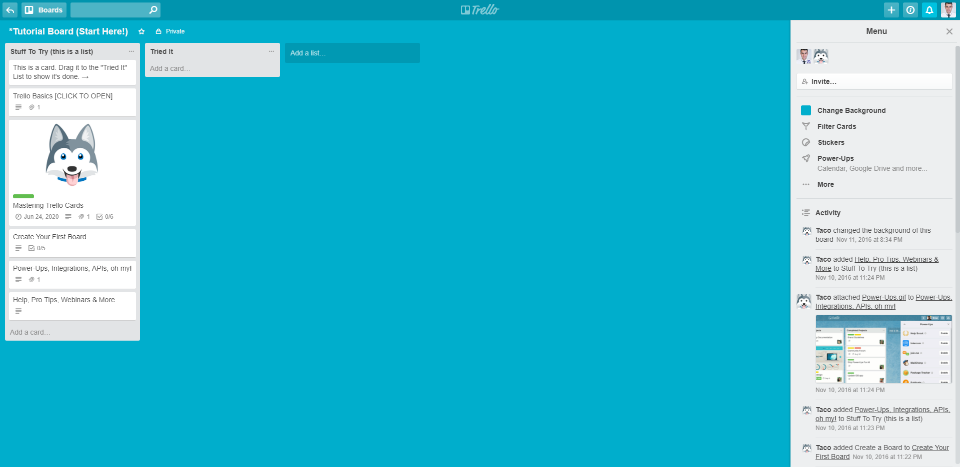 Boards
Trello
*Tutorial Board (Start Here!)
Private
Stuff To Try (this is a list)
This is a card. Drag it to the "Tried It"
List to show it's done. →
Trello Basics [CLICK TO OPEN]
1
Mastering Trello Cards
Jun 24, 2020
1
0/6
Create Your First Board
0/5
Power Ups, Integrations, APIs, oh my!
1
Help, Pro Tips, Webinars & More
Add a card…
Tried It
Add a card…
Add a list…
Menu
Invite…
Change Background
Filter Cards
Stickers
Power-Ups
Calendar, Google Drive and more…
More
Activity
Taco changed the background of this
board Nov 11, 2016 at 8:34 PM
Taco added Help, Pro Tips, Webinars &
More to Stuff To Try (this is a list)
Nov 10, 2016 at 11:24 PM
Taco attached Power-Ups.gif to Power-Ups,
Integrations, APIs, oh my!
Nov 10, 2016 at 11:24 PM
Taco added Power-Ups, Integrations, APIs,
oh my! to Stuff To Try (this is a list)
Nov 10, 2016 at 11:23 PM
Taco added Create a Board to Create Your
First Board Nov 10, 2016 at 11:22 PM